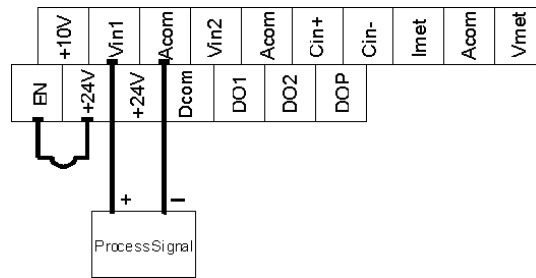 +10V Vin1 Acom Vin2 Acom Cin+ Cin- Imet Acom Vmet
EN +24V +24V Dcom DO1 DO2 DOP
+ –
ProcessSignal